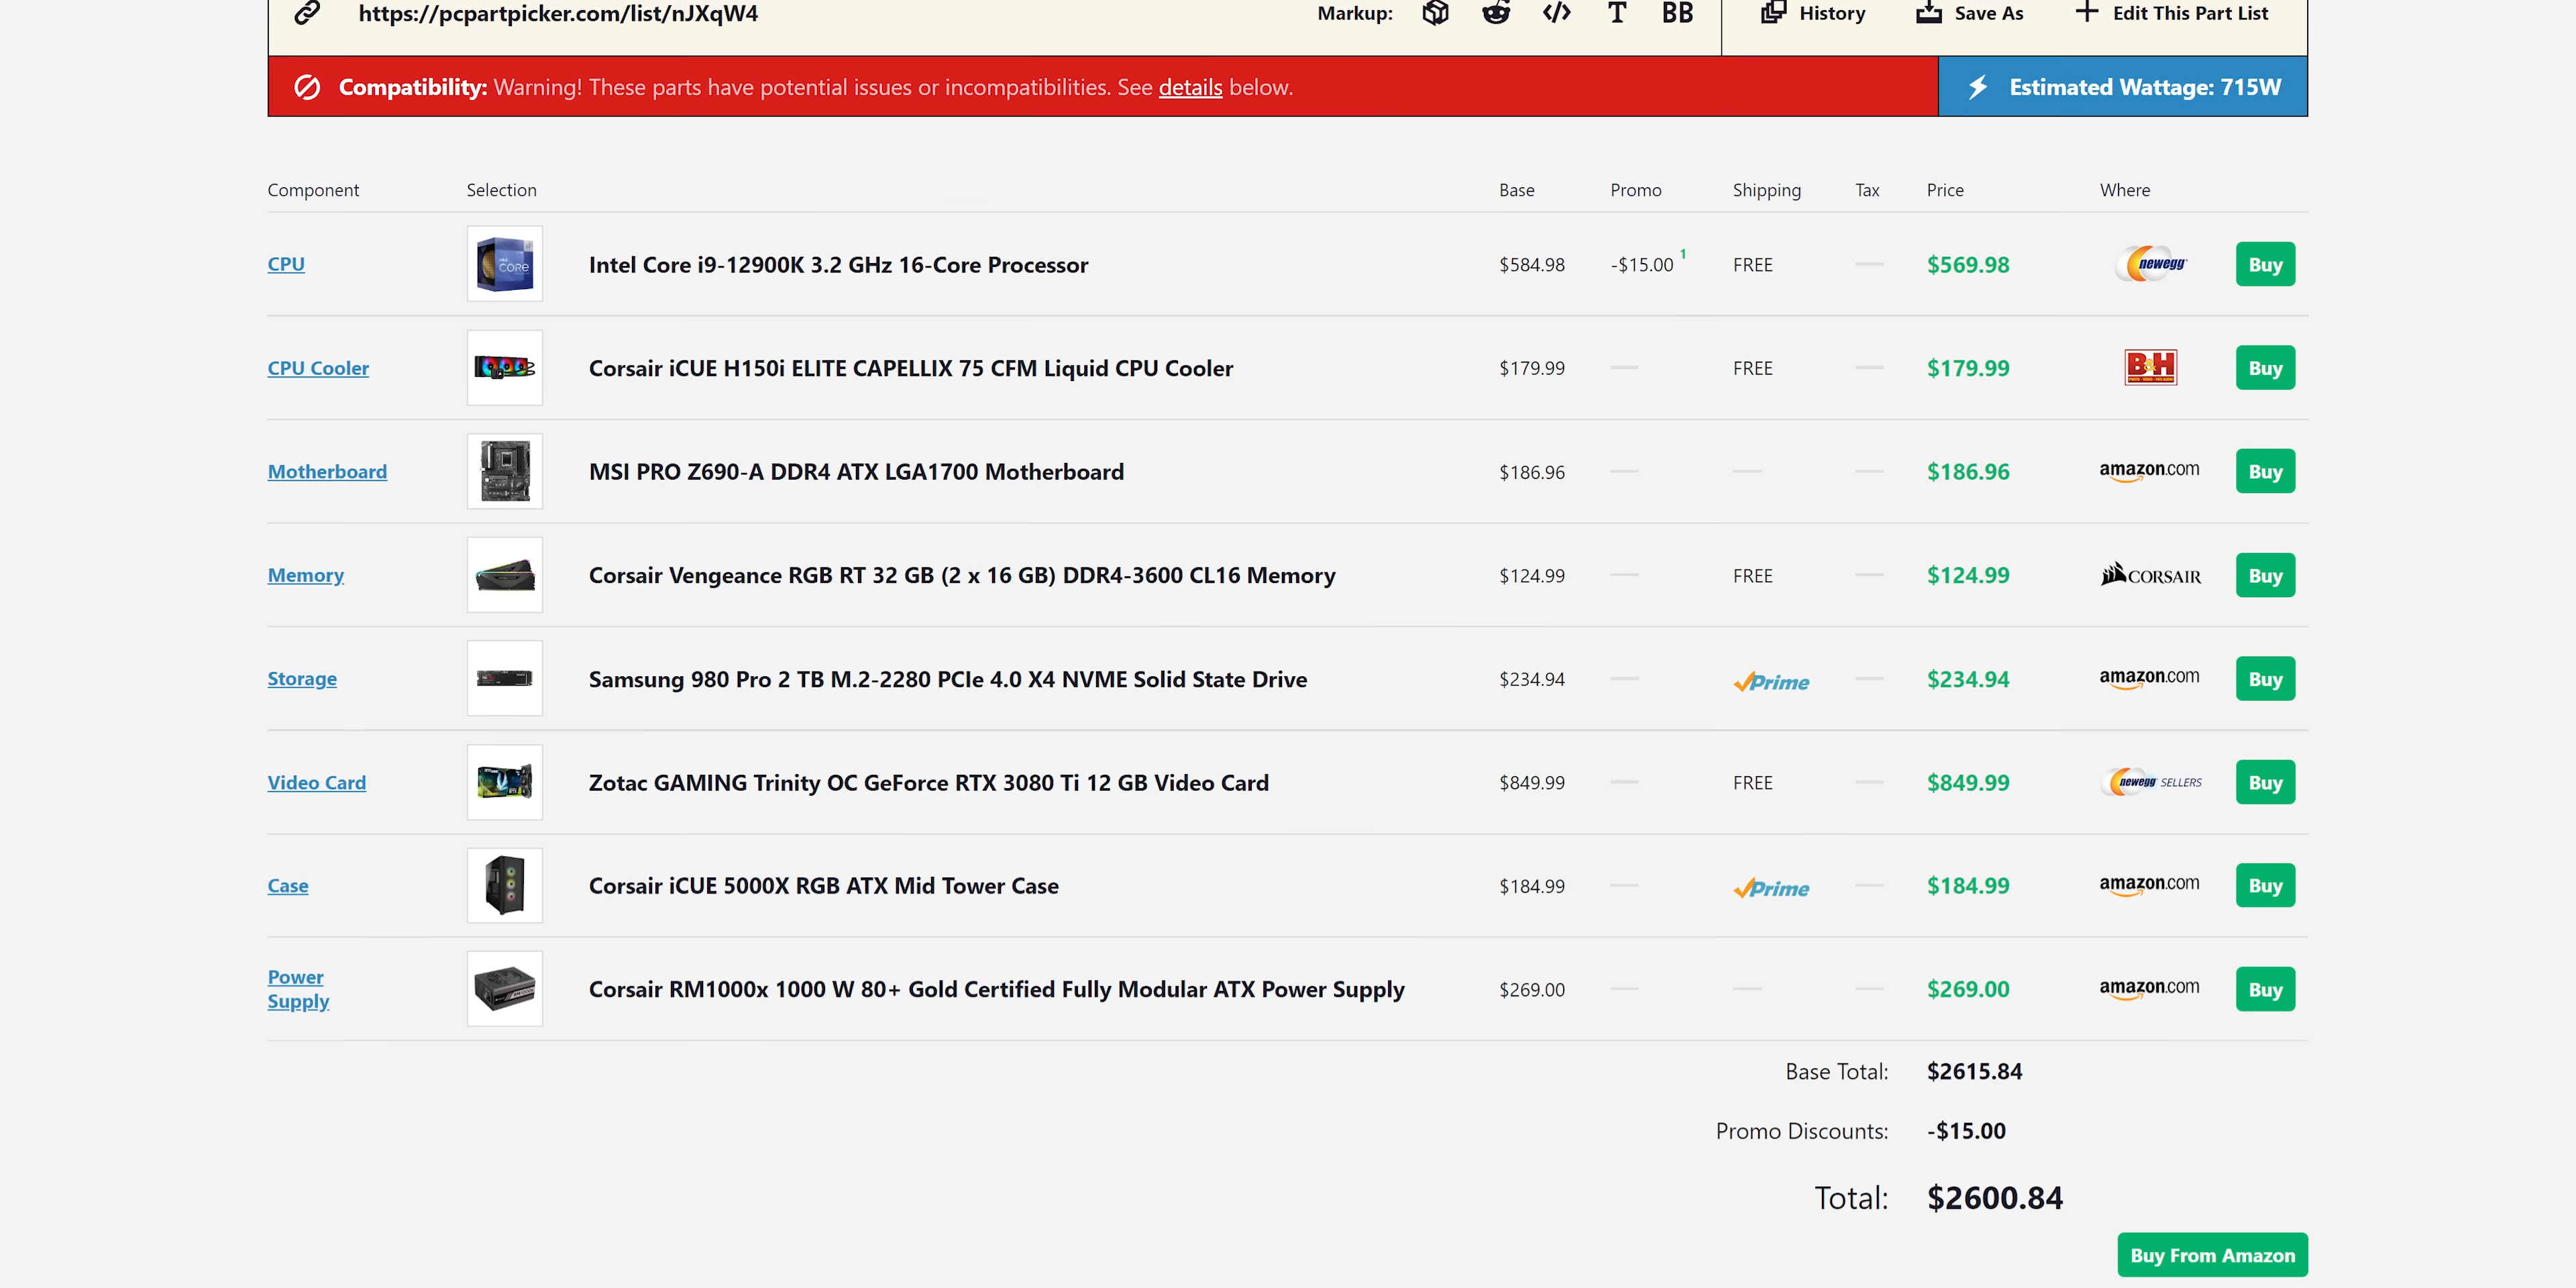 https://pcpartpicker.com/list/nJXqW4 Markup: T BB History Save As Edit This Part List
Compatibility: Warning! These parts have potential issues or incompatibilities. See details below. Estimated Wattage: 715W
Component Selection Base Promo Shipping Tax Price Where
CPU CORE Intel Core i9-12900K 3.2 GHz 16-Core Processor $584.98 -$15.00 1 FREE — $569.98 newegg Buy
CPU Cooler Corsair iCUE H150i ELITE CAPELLIX 75 CFM Liquid CPU Cooler $179.99 — FREE — $179.99 B&H Buy
Motherboard MSI PRO Z690-A DDR4 ATX LGA1700 Motherboard $186.96 — — — $186.96 amazon.com Buy
Memory Corsair Vengeance RGB RT 32 GB (2 x 16 GB) DDR4-3600 CL16 Memory $124.99 — FREE — $124.99 CORSAIR Buy
Storage Samsung 980 Pro 2 TB M.2-2280 PCIe 4.0 X4 NVME Solid State Drive $234.94 — Prime — $234.94 amazon.com Buy
Video Card Zotac GAMING Trinity OC GeForce RTX 3080 Ti 12 GB Video Card $849.99 — FREE — $849.99 newegg SELLERS Buy
Case Corsair iCUE 5000X RGB ATX Mid Tower Case $184.99 — Prime — $184.99 amazon.com Buy
Power
Supply Corsair RM1000x 1000 W 80+ Gold Certified Fully Modular ATX Power Supply $269.00 — — — $269.00 amazon.com Buy
Base Total: $2615.84
Promo Discounts: -$15.00
Total: $2600.84
Buy From Amazon